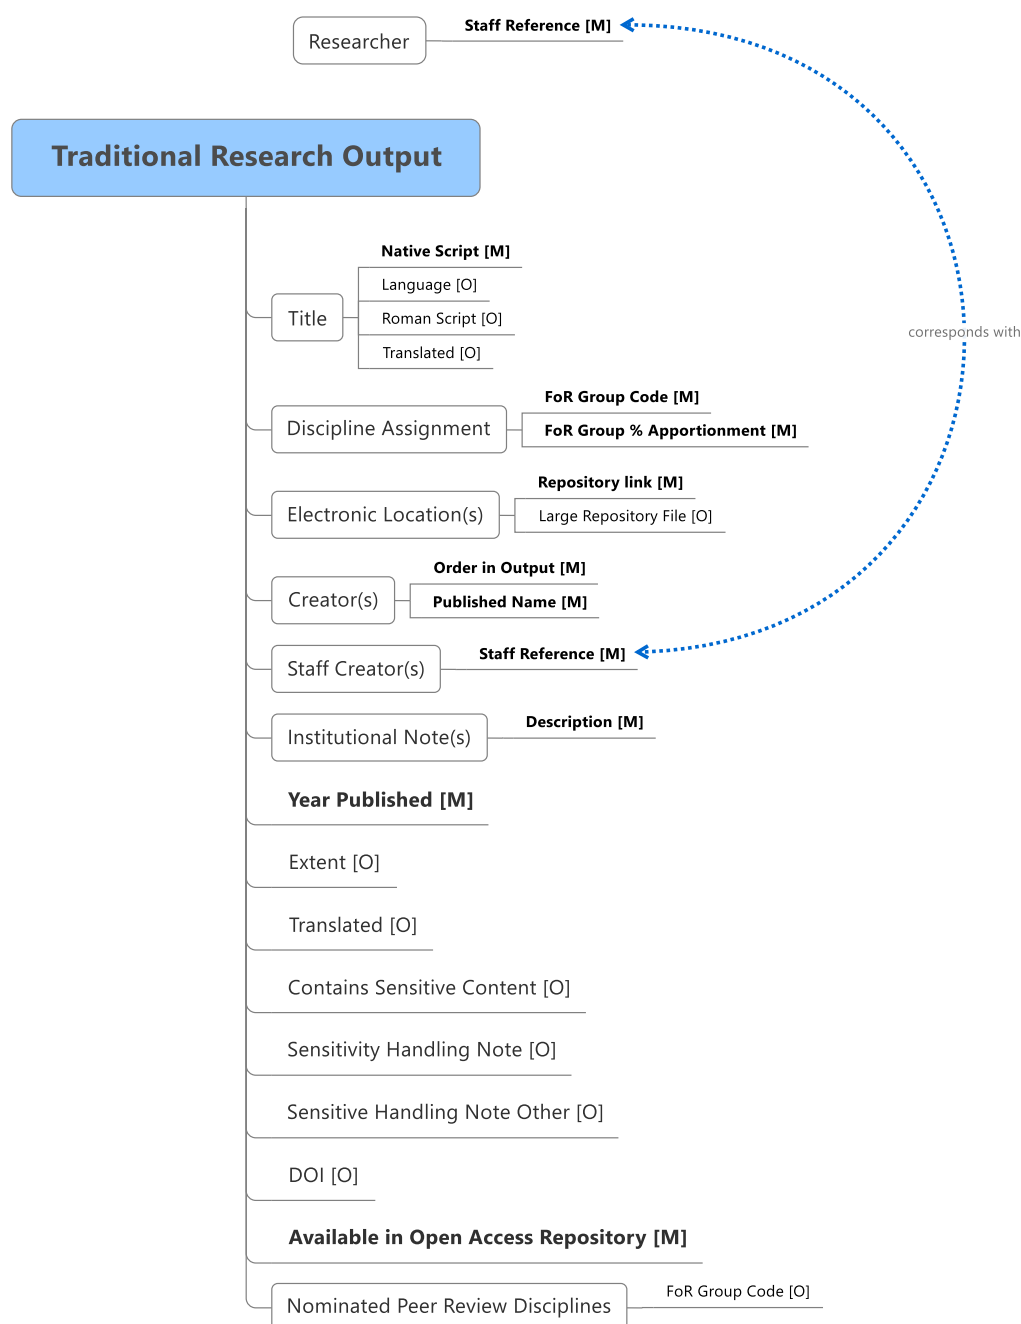 Researcher
Staff Reference [M]
Traditional Research Output
Title
Native Script [M]
Language [O]
Roman Script [O]
Translated [O]
corresponds with
Discipline Assignment
FoR Group Code [M]
FoR Group % Apportionment [M]
Electronic Location(s)
Repository link [M]
Large Repository File [O]
Creator(s)
Order in Output [M]
Published Name [M]
Staff Creator(s)
Staff Reference [M]
Institutional Note(s)
Description [M]
Year Published [M]
Extent [O]
Translated [O]
Contains Sensitive Content [O]
Sensitivity Handling Note [O]
Sensitive Handling Note Other [O]
DOI [O]
Available in Open Access Repository [M]
Nominated Peer Review Disciplines
FoR Group Code [O]